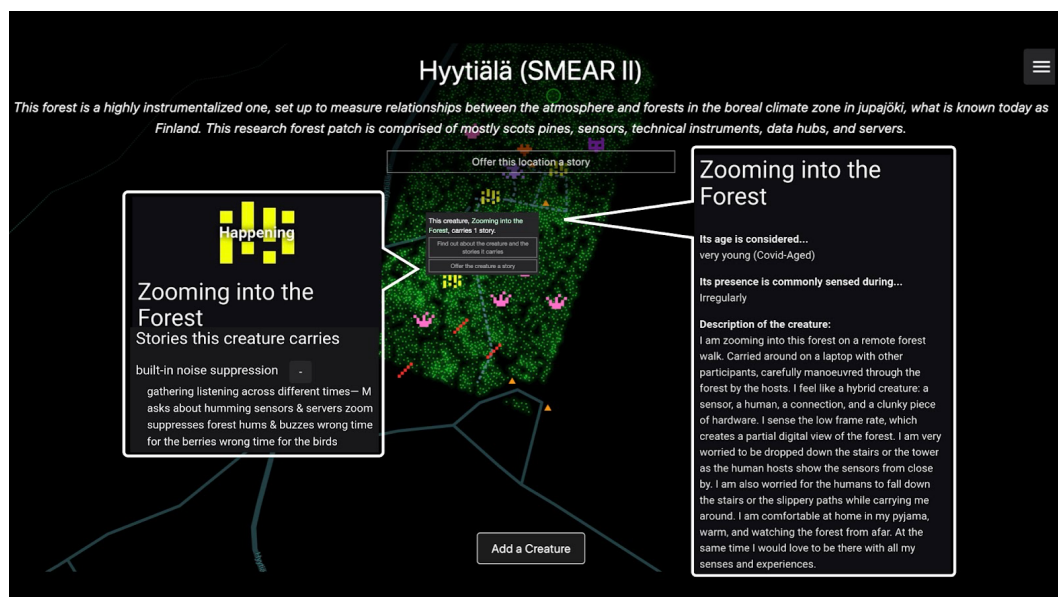 Hyytiälä (SMEAR II)
This forest is a highly instrumentalized one, set up to measure relationships between the atmosphere and forests in the boreal climate zone in jupajöki, what is known today as
Finland. This research forest patch is comprised of mostly scots pines, sensors, technical instruments, data hubs, and servers.
Offer this location a story
Happening
Zooming into the
Forest
Stories this creature carries
built-in noise suppression -
gathering listening across different times— M
asks about humming sensors & servers zoom
suppresses forest hums & buzzes wrong time
for the berries wrong time for the birds
This creature, Zooming into the
Forest, carries 1 story.
Find out about the creature and the
stories it carries
Offer the creature a story
Zooming into the
Forest
Its age is considered...
very young (Covid-Aged)
Its presence is commonly sensed during...
Irregularly
Description of the creature:
I am zooming into this forest on a remote forest
walk. Carried around on a laptop with other
participants, carefully manoeuvred through the
forest by the hosts. I feel like a hybrid creature: a
sensor, a human, a connection, and a clunky piece
of hardware. I sense the low frame rate, which
creates a partial digital view of the forest. I am very
worried to be dropped down the stairs or the tower
as the human hosts show the sensors from close
by. I am also worried for the humans to fall down
the stairs or the slippery paths while carrying me
around. I am comfortable at home in my pyjama,
warm, and watching the forest from afar. At the
same time I would love to be there with all my
senses and experiences.
Add a Creature